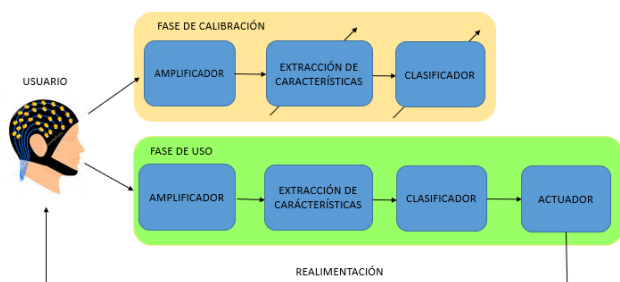 FASE DE CALIBRACIÓN
USUARIO
AMPLIFICADOR
EXTRACCIÓN DE
CARACTERÍSTICAS
CLASIFICADOR
FASE DE USO
AMPLIFICADOR
EXTRACCIÓN DE
CARÁCTERÍSTICAS
CLASIFICADOR
ACTUADOR
REALIMENTACIÓN